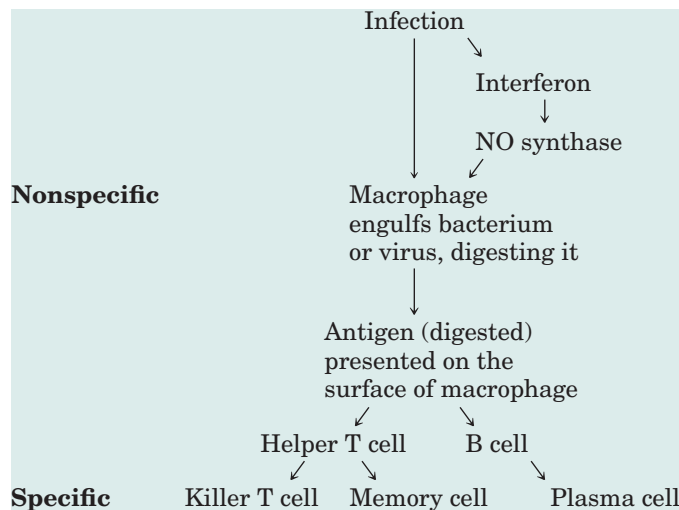 Infection
Interferon
NO synthase
Nonspecific Macrophage
engulfs bacterium
or virus, digesting it
Antigen (digested)
presented on the
surface of macrophage
Helper T cell B cell
Specific Killer T cell Memory cell Plasma cell